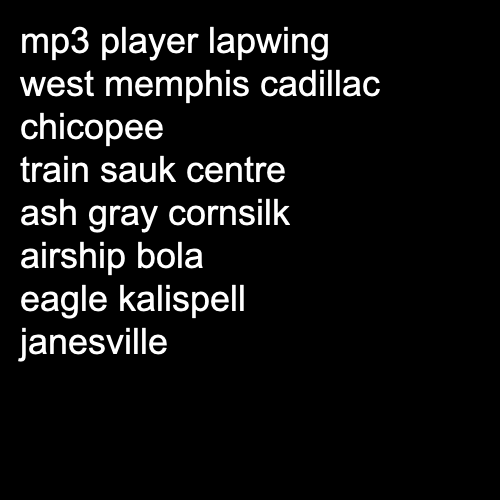 mp3 player lapwing
west memphis cadillac
chicopee
train sauk centre
ash gray cornsilk
airship bola
eagle kalispell
janesville